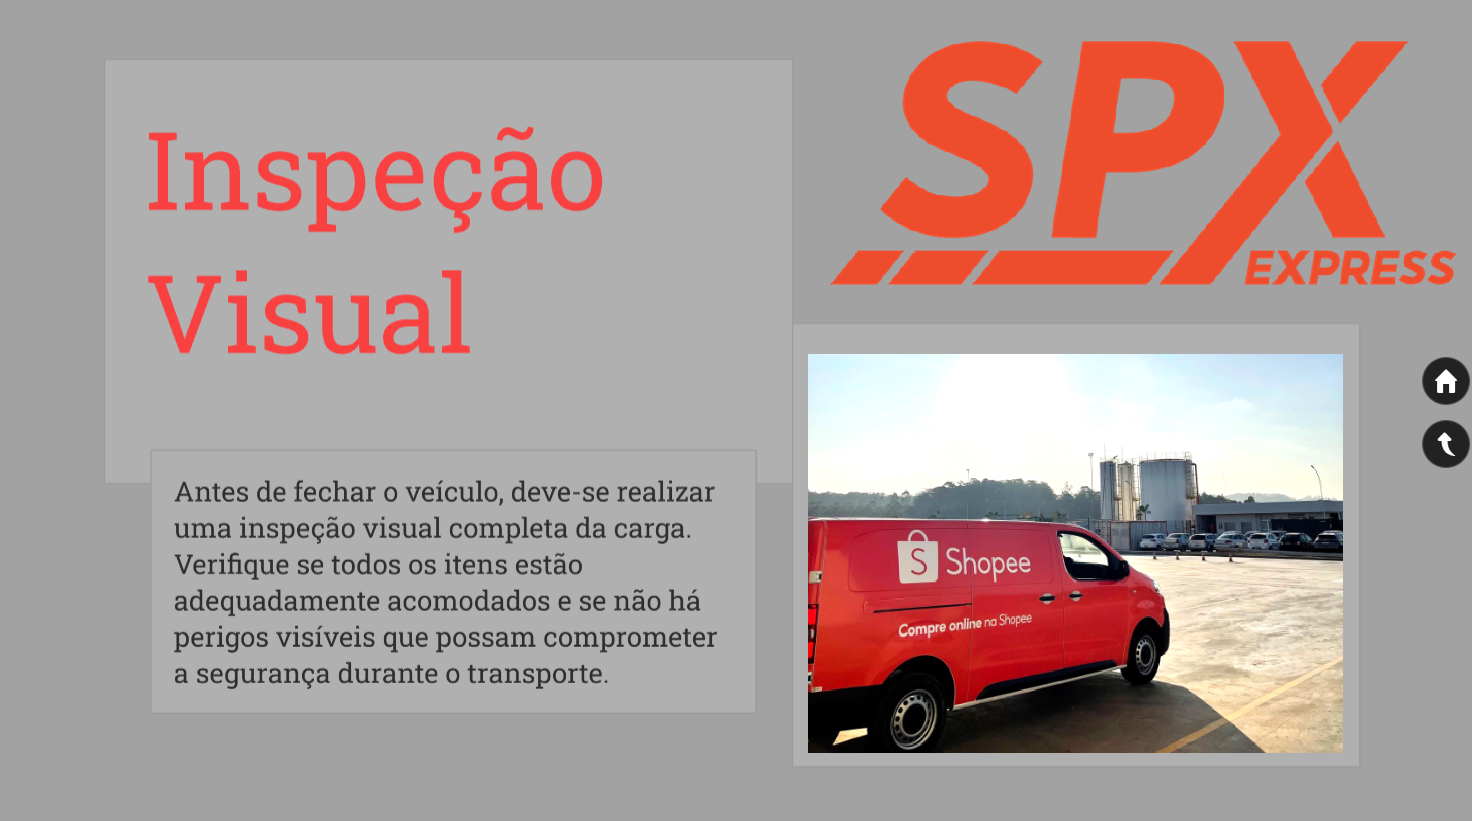 Inspeção
Visual
SPX
EXPRESS
Antes de fechar o veículo, deve-se realizar
uma inspeção visual completa da carga.
Verifique se todos os itens estão
adequadamente acomodados e se não há
perigos visíveis que possam comprometer
a segurança durante o transporte.
S Shopee
Compre online na Shopee